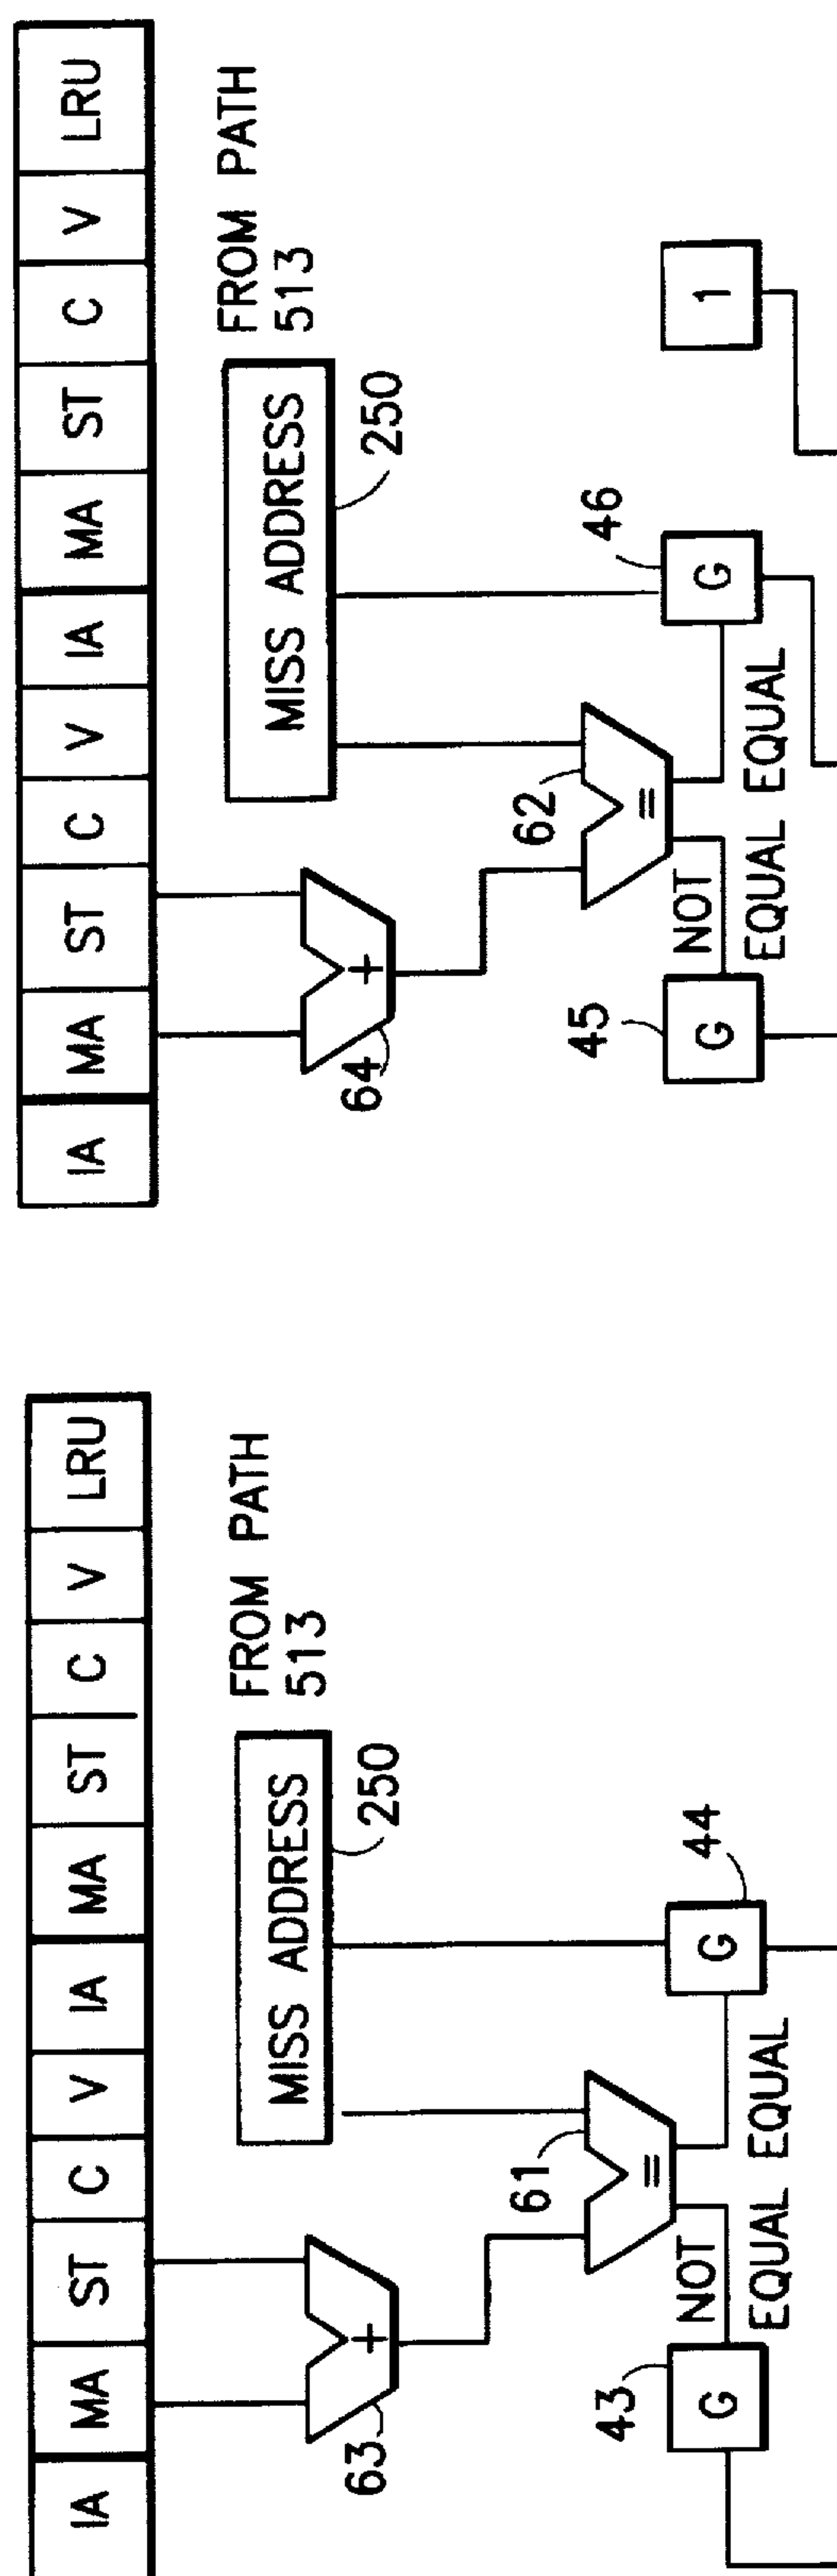 IA MA ST C V IA MA ST C V LRU
FROM PATH
513
MISS ADDRESS
250
63
+
61
=
NOT
EQUAL EQUAL
43
G
44
G
IA MA ST C V IA MA ST C V LRU
FROM PATH
513
MISS ADDRESS
250
64
+
62
=
NOT
EQUAL EQUAL
45
G
46
G
1